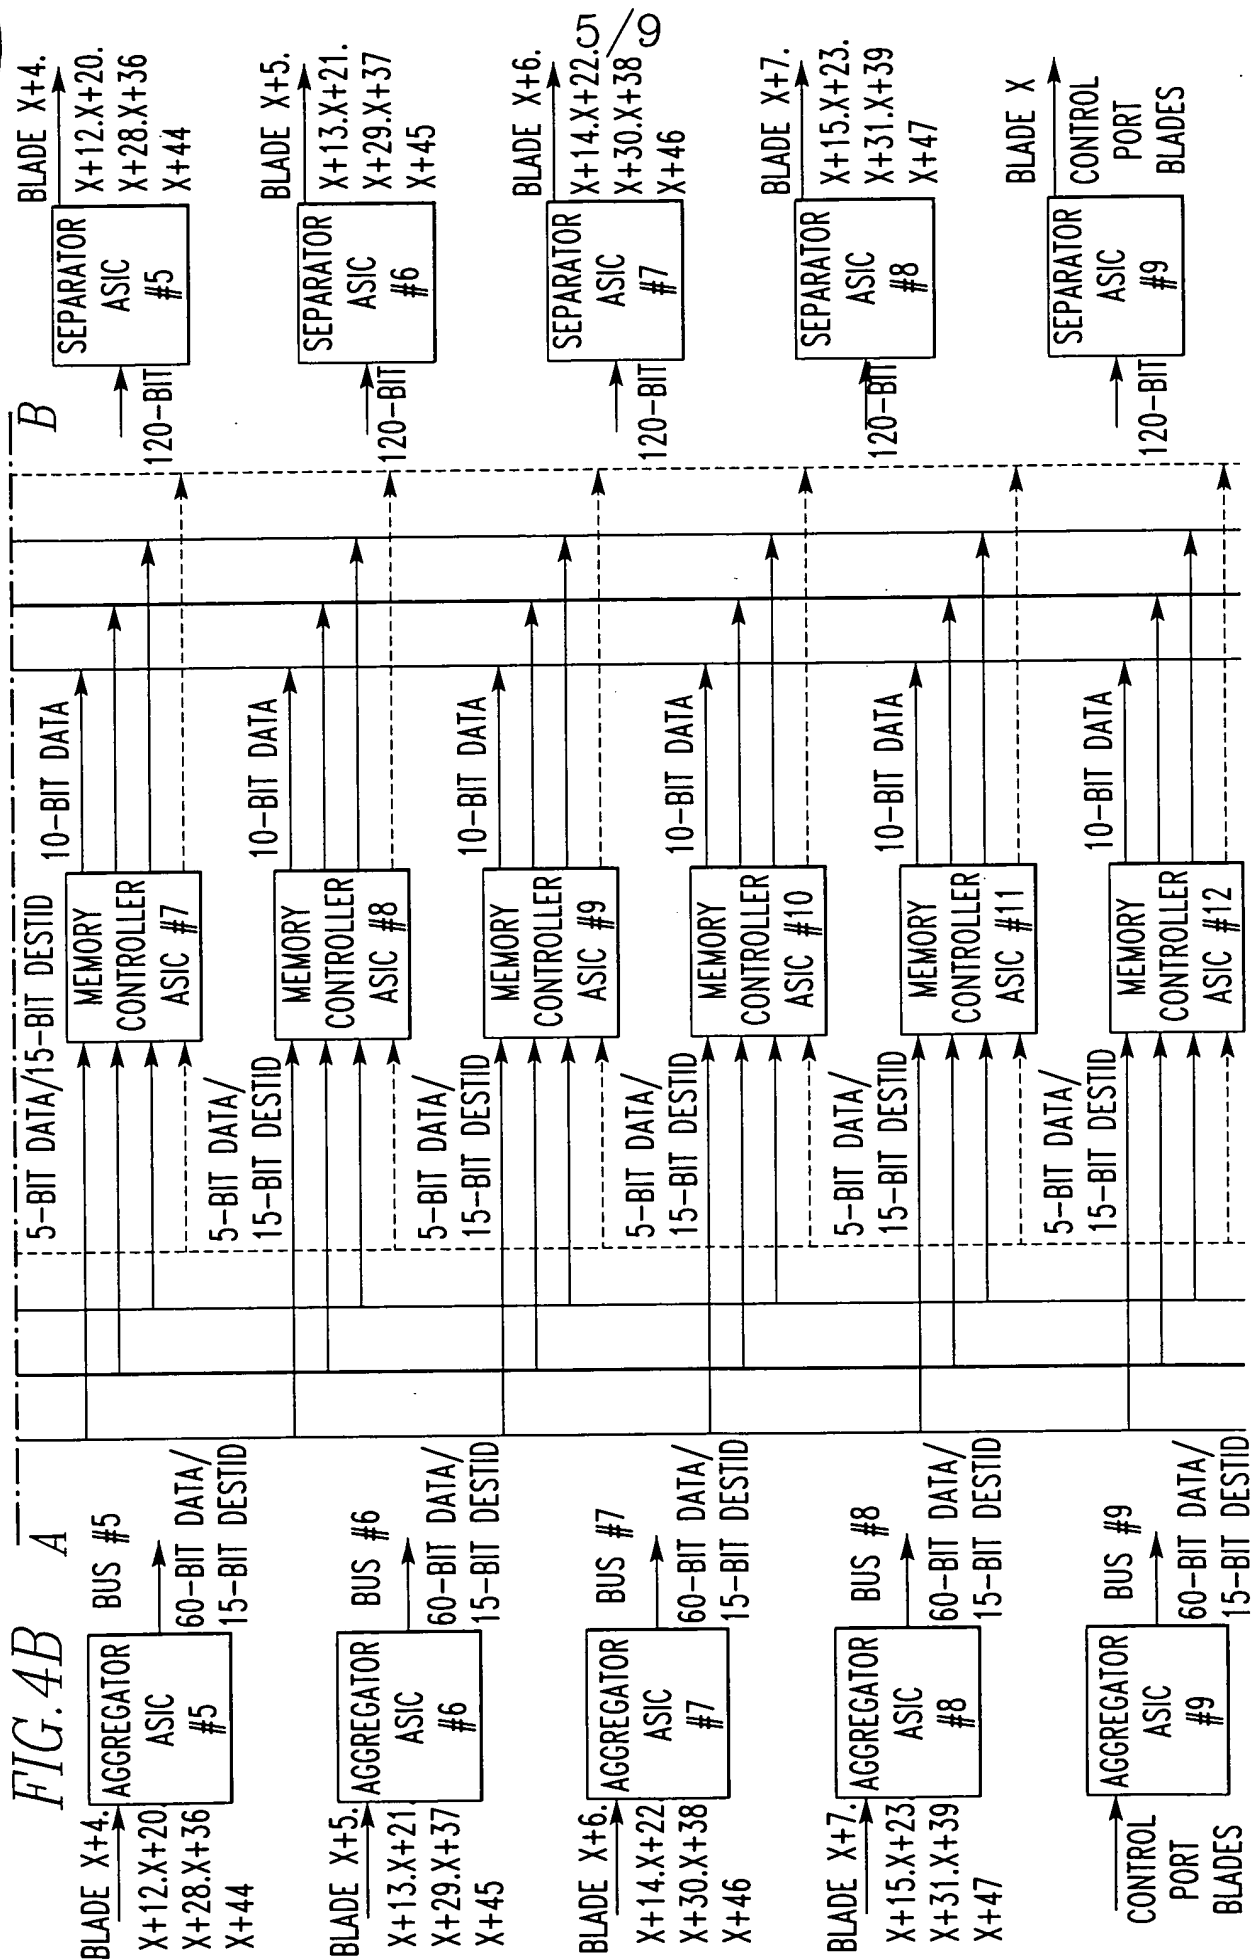 5/9
FIG.4B
A
B
BLADE X+4.
X+12.X+20.
X+28.X+36
X+44
AGGREGATOR
ASIC
#5
BUS #5
60-BIT DATA/
15-BIT DESTID
BLADE X+5.
X+13.X+21.
X+29.X+37
X+45
AGGREGATOR
ASIC
#6
BUS #6
60-BIT DATA/
15-BIT DESTID
BLADE X+6.
X+14.X+22.
X+30.X+38
X+46
AGGREGATOR
ASIC
#7
BUS #7
60-BIT DATA/
15-BIT DESTID
BLADE X+7.
X+15.X+23
X+31.X+39
X+47
AGGREGATOR
ASIC
#8
BUS #8
60-BIT DATA/
15-BIT DESTID
CONTROL
PORT
BLADES
AGGREGATOR
ASIC
#9
BUS #9
60-BIT DATA/
15-BIT DESTID
5-BIT DATA/15-BIT DESTID
MEMORY
CONTROLLER
ASIC #7
10-BIT DATA
5-BIT DATA/
15-BIT DESTID
MEMORY
CONTROLLER
ASIC #8
10-BIT DATA
5-BIT DATA/
15-BIT DESTID
MEMORY
CONTROLLER
ASIC #9
10-BIT DATA
5-BIT DATA/
15-BIT DESTID
MEMORY
CONTROLLER
ASIC #10
10-BIT DATA
5-BIT DATA/
15-BIT DESTID
MEMORY
CONTROLLER
ASIC #11
10-BIT DATA
5-BIT DATA/
15-BIT DESTID
MEMORY
CONTROLLER
ASIC #12
10-BIT DATA
120-BIT
SEPARATOR
ASIC
#5
BLADE X+4.
X+12.X+20.
X+28.X+36
X+44
120-BIT
SEPARATOR
ASIC
#6
BLADE X+5.
X+13.X+21.
X+29.X+37
X+45
120-BIT
SEPARATOR
ASIC
#7
BLADE X+6.
X+14.X+22.
X+30.X+38
X+46
120-BIT
SEPARATOR
ASIC
#8
BLADE X+7.
X+15.X+23.
X+31.X+39
X+47
120-BIT
SEPARATOR
ASIC
#9
BLADE X
CONTROL
PORT
BLADES